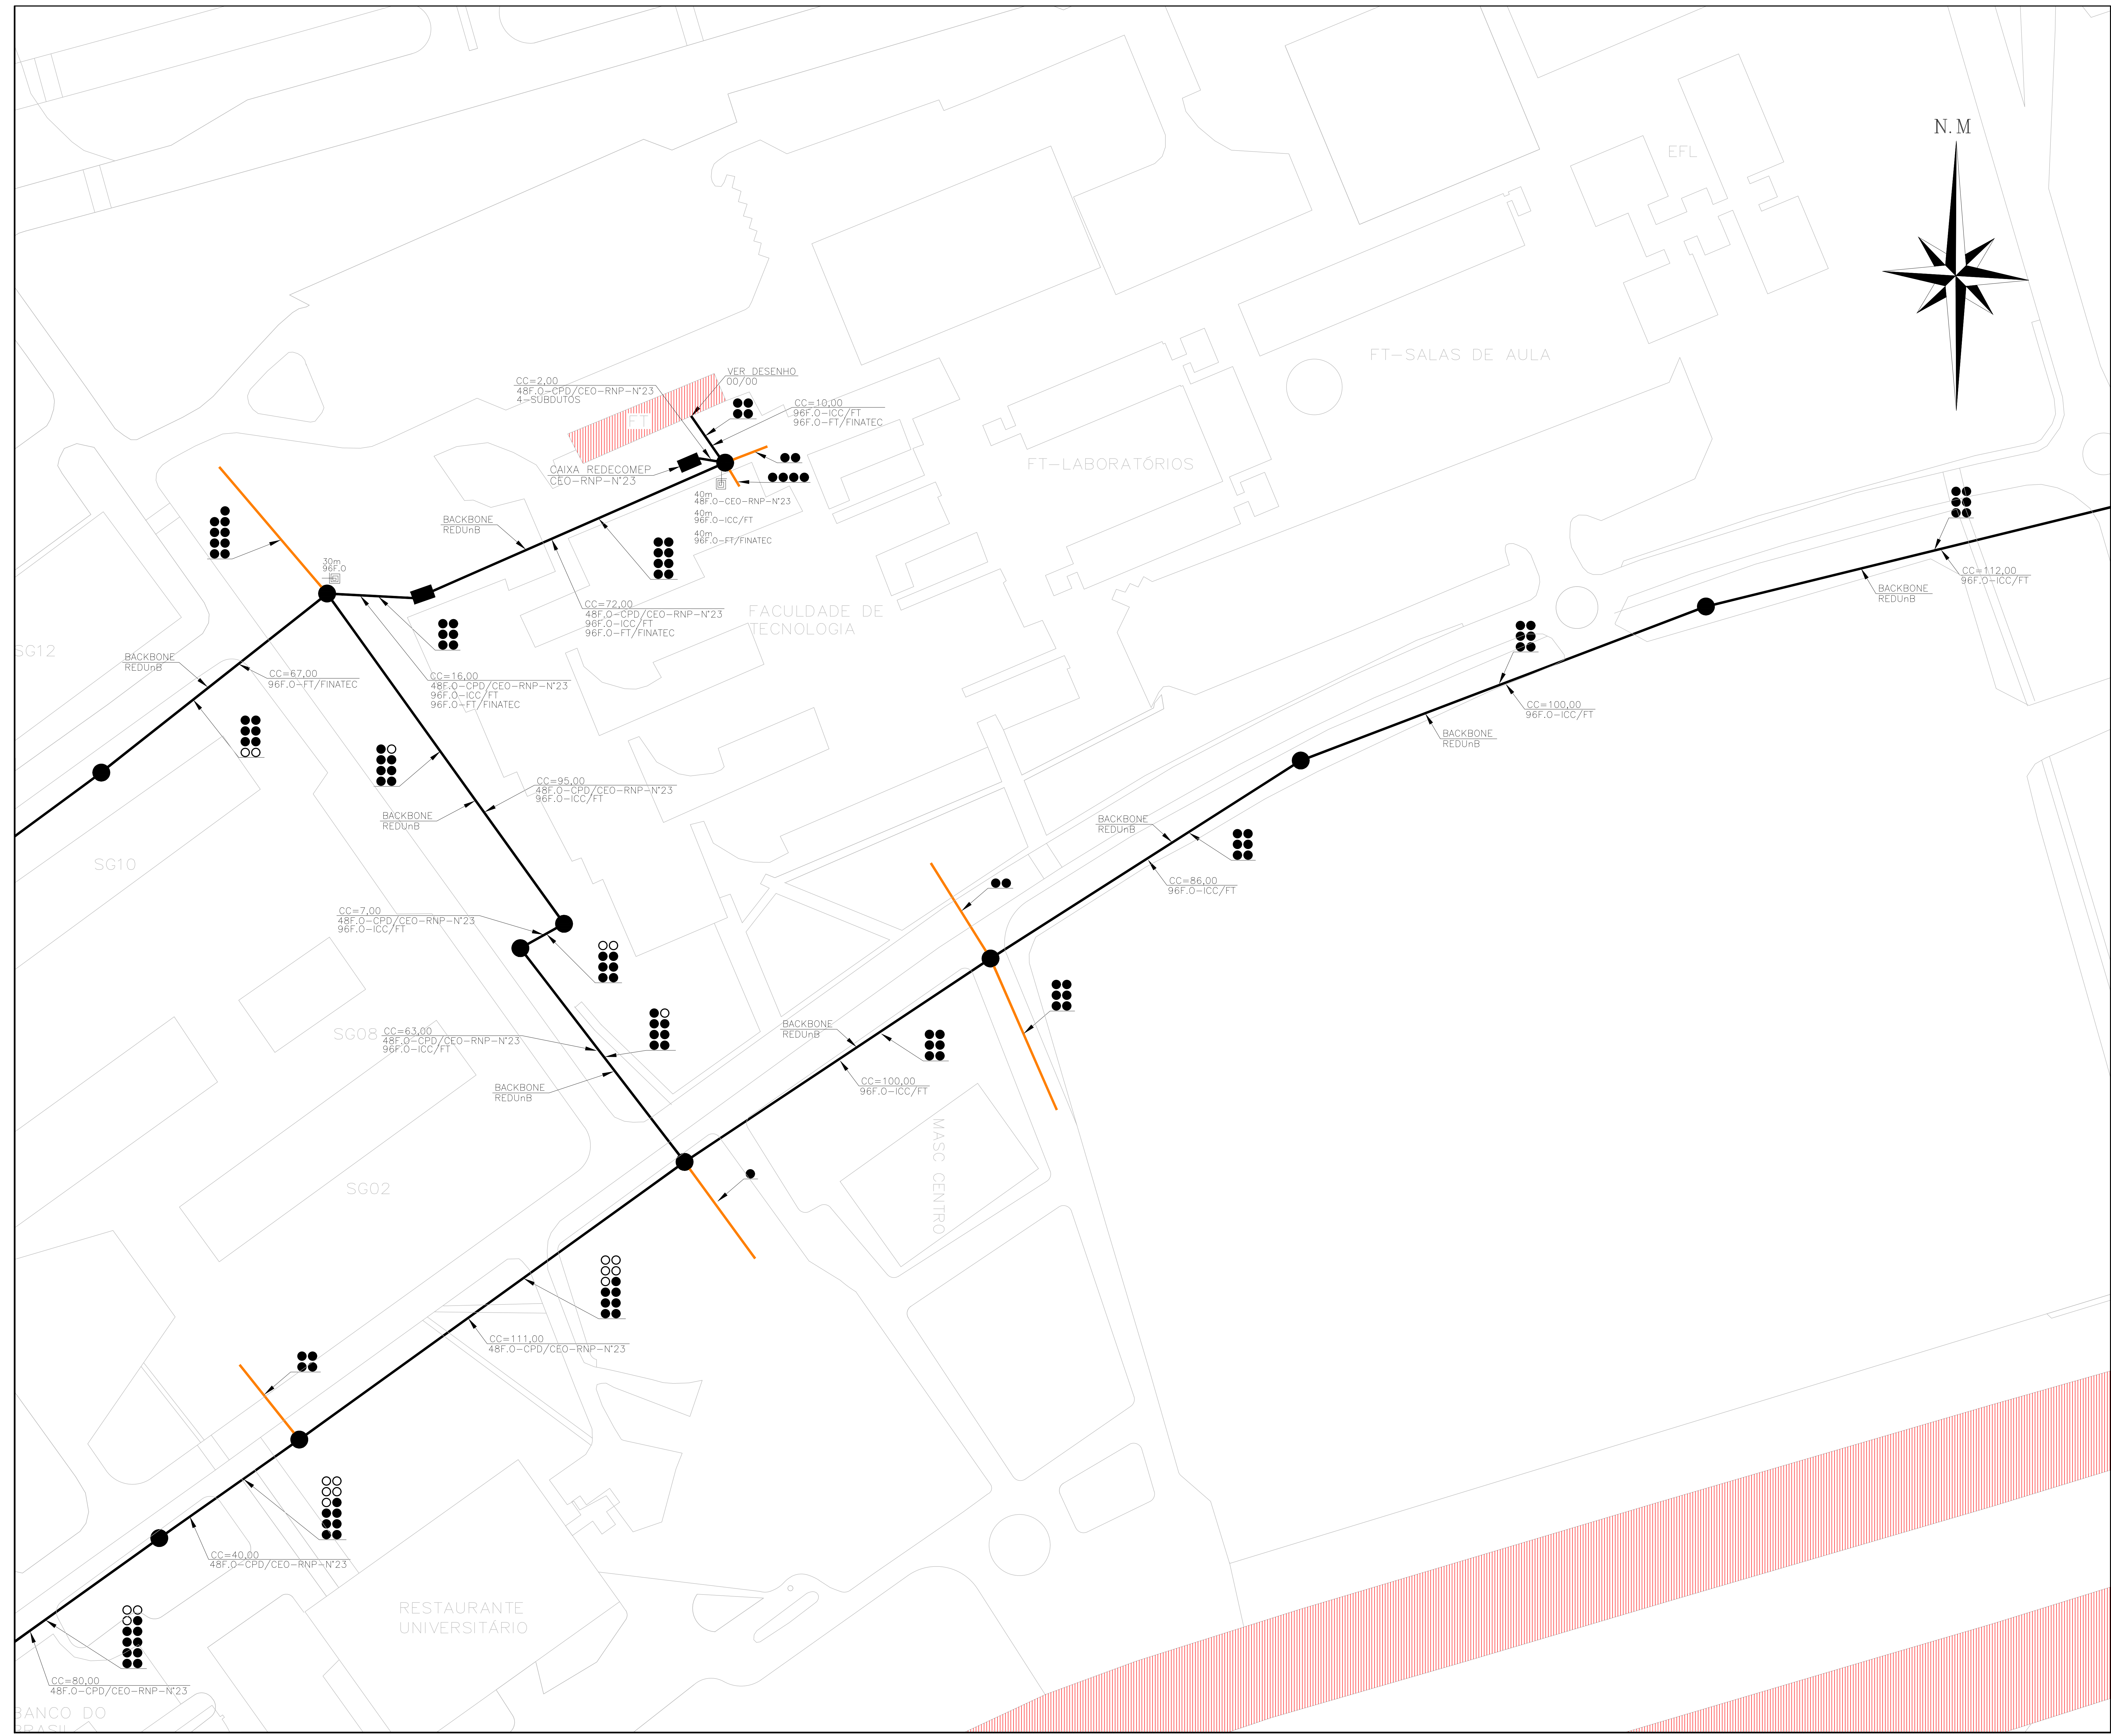 N.M
EFL
FT-SALAS DE AULA
VER DESENHO
00/00
CC=2,00
48F.O-CPD/CEO-RNP-N°23
4-SUBDUTOS
CC=10,00
96F.O-ICC/FT
96F.O-FT/FINATEC
FT
CAIXA REDECOMEP
CEO-RNP-N°23
FT-LABORATÓRIOS
40m
48F.O-CEO-RNP-N°23
40m
96F.O-ICC/FT
40m
96F.O-FT/FINATEC
BACKBONE
REDUnB
30m
96F.O
CC=72,00
48F.O-CPD/CEO-RNP-N°23
96F.O-ICC/FT
96F.O-FT/FINATEC
FACULDADE DE
TECNOLOGIA
CC=112,00
96F.O-ICC/FT
BACKBONE
REDUnB
SG12
BACKBONE
REDUnB
CC=67,00
96F.O-FT/FINATEC
CC=16,00
48F.O-CPD/CEO-RNP-N°23
96F.O-ICC/FT
96F.O-FT/FINATEC
CC=100,00
96F.O-ICC/FT
BACKBONE
REDUnB
CC=95,00
48F.O-CPD/CEO-RNP-N°23
96F.O-ICC/FT
BACKBONE
REDUnB
BACKBONE
REDUnB
SG10
CC=86,00
96F.O-ICC/FT
CC=7,00
48F.O-CPD/CEO-RNP-N°23
96F.O-ICC/FT
SG08
CC=63,00
48F.O-CPD/CEO-RNP-N°23
96F.O-ICC/FT
BACKBONE
REDUnB
BACKBONE
REDUnB
CC=100,00
96F.O-ICC/FT
MASC CENTRO
SG02
CC=111,00
48F.O-CPD/CEO-RNP-N°23
CC=40,00
48F.O-CPD/CEO-RNP-N°23
RESTAURANTE
UNIVERSITÁRIO
CC=80,00
48F.O-CPD/CEO-RNP-N°23
BANCO DO
BRASIL